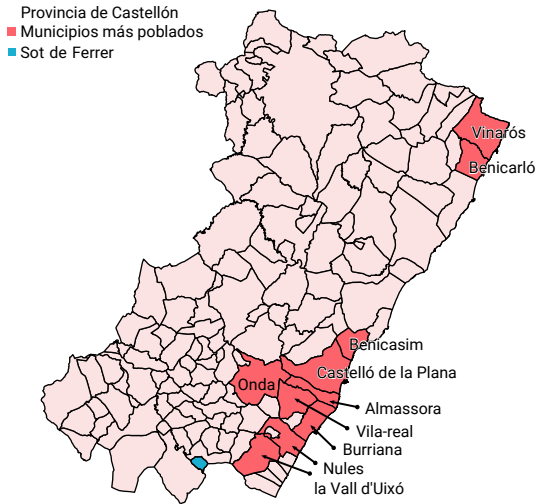 Provincia de Castellón
Municipios más poblados
Sot de Ferrer
Vinarós
Benicarló
Benicasim
Castelló de la Plana
Onda
Almassora
Vila-real
Burriana
Nules
la Vall d'Uixó